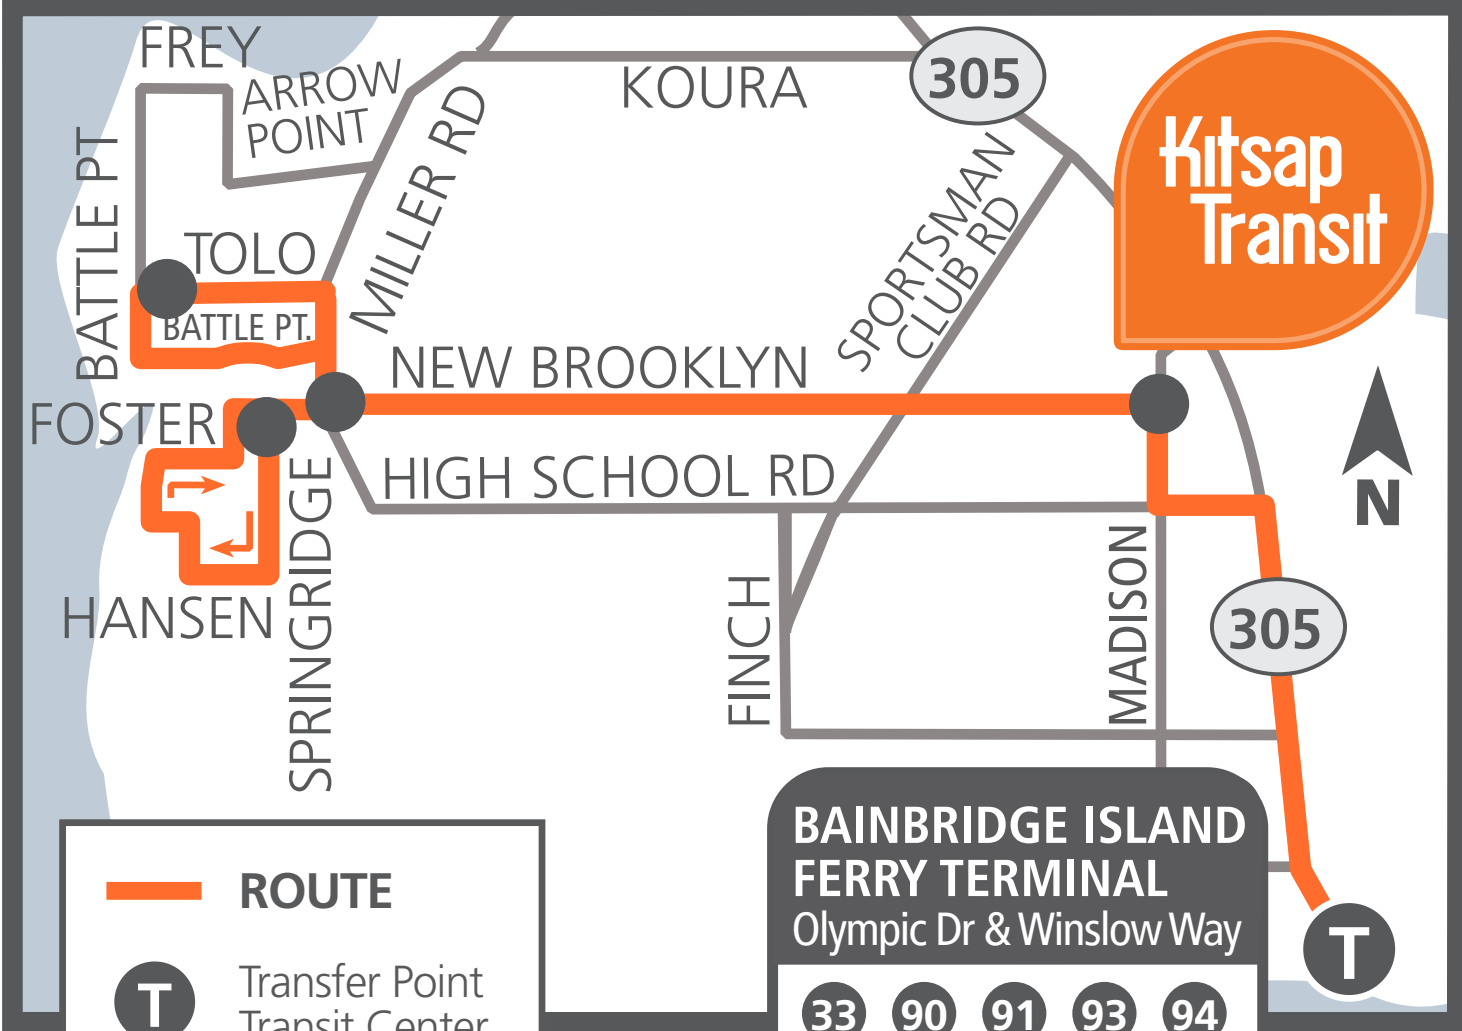 FREY
ARROW
POINT
KOURA
305
Kitsap
Transit
MILLER RD
BATTLE PT
TOLO
BATTLE PT.
SPORTSMAN
CLUB RD
NEW BROOKLYN
FOSTER
HIGH SCHOOL RD
N
HANSEN
SPRINGRIDGE
FINCH
MADISON
305
BAINBRIDGE ISLAND
FERRY TERMINAL
Olympic Dr & Winslow Way
33 90 91 93 94
T
ROUTE
T
Transfer Point
Transit Center